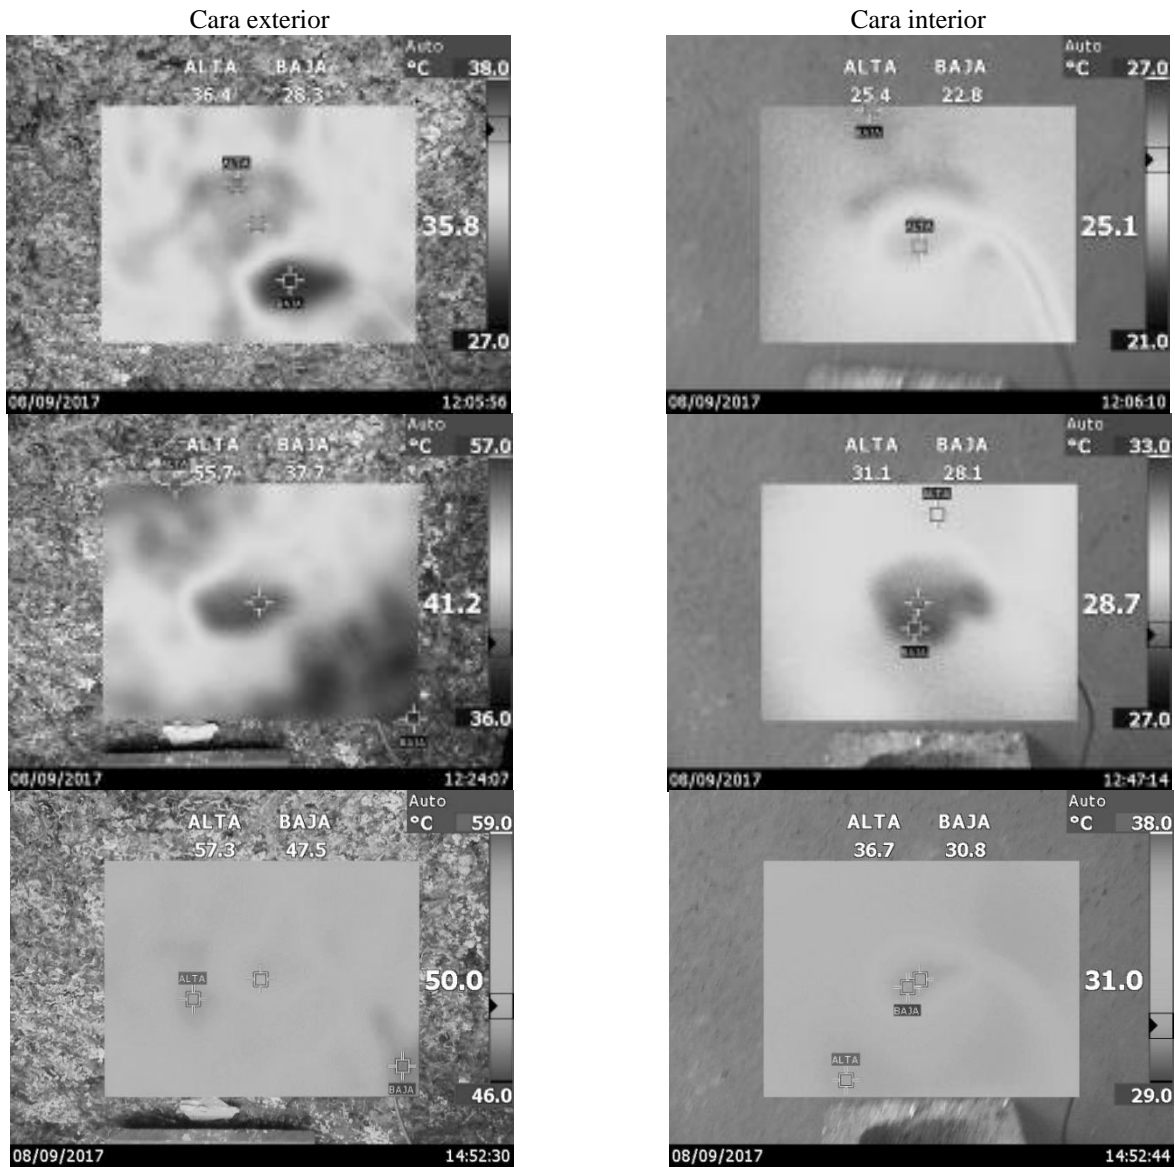 Cara exterior
Cara interior
Auto
ALTA BAJA °C 38.0
36.4 28.3
ALTA
35.8
BAJA
27.0
08/09/2017 12:05:56
Auto
ALTA BAJA °C 27.0
25.4 22.8
BAJA
ALTA
25.1
21.0
08/09/2017 12:06:10
Auto
ALTA BAJA °C 57.0
55.7 37.7
ALTA
41.2
36.0
BAJA
08/09/2017 12:24:07
Auto
ALTA BAJA °C 33.0
31.1 28.1
ALTA
28.7
BAJA
27.0
08/09/2017 12:47:14
Auto
ALTA BAJA °C 59.0
57.3 47.5
ALTA
50.0
BAJA
46.0
08/09/2017 14:52:30
Auto
ALTA BAJA °C 38.0
36.7 30.8
31.0
BAJA
ALTA
29.0
08/09/2017 14:52:44